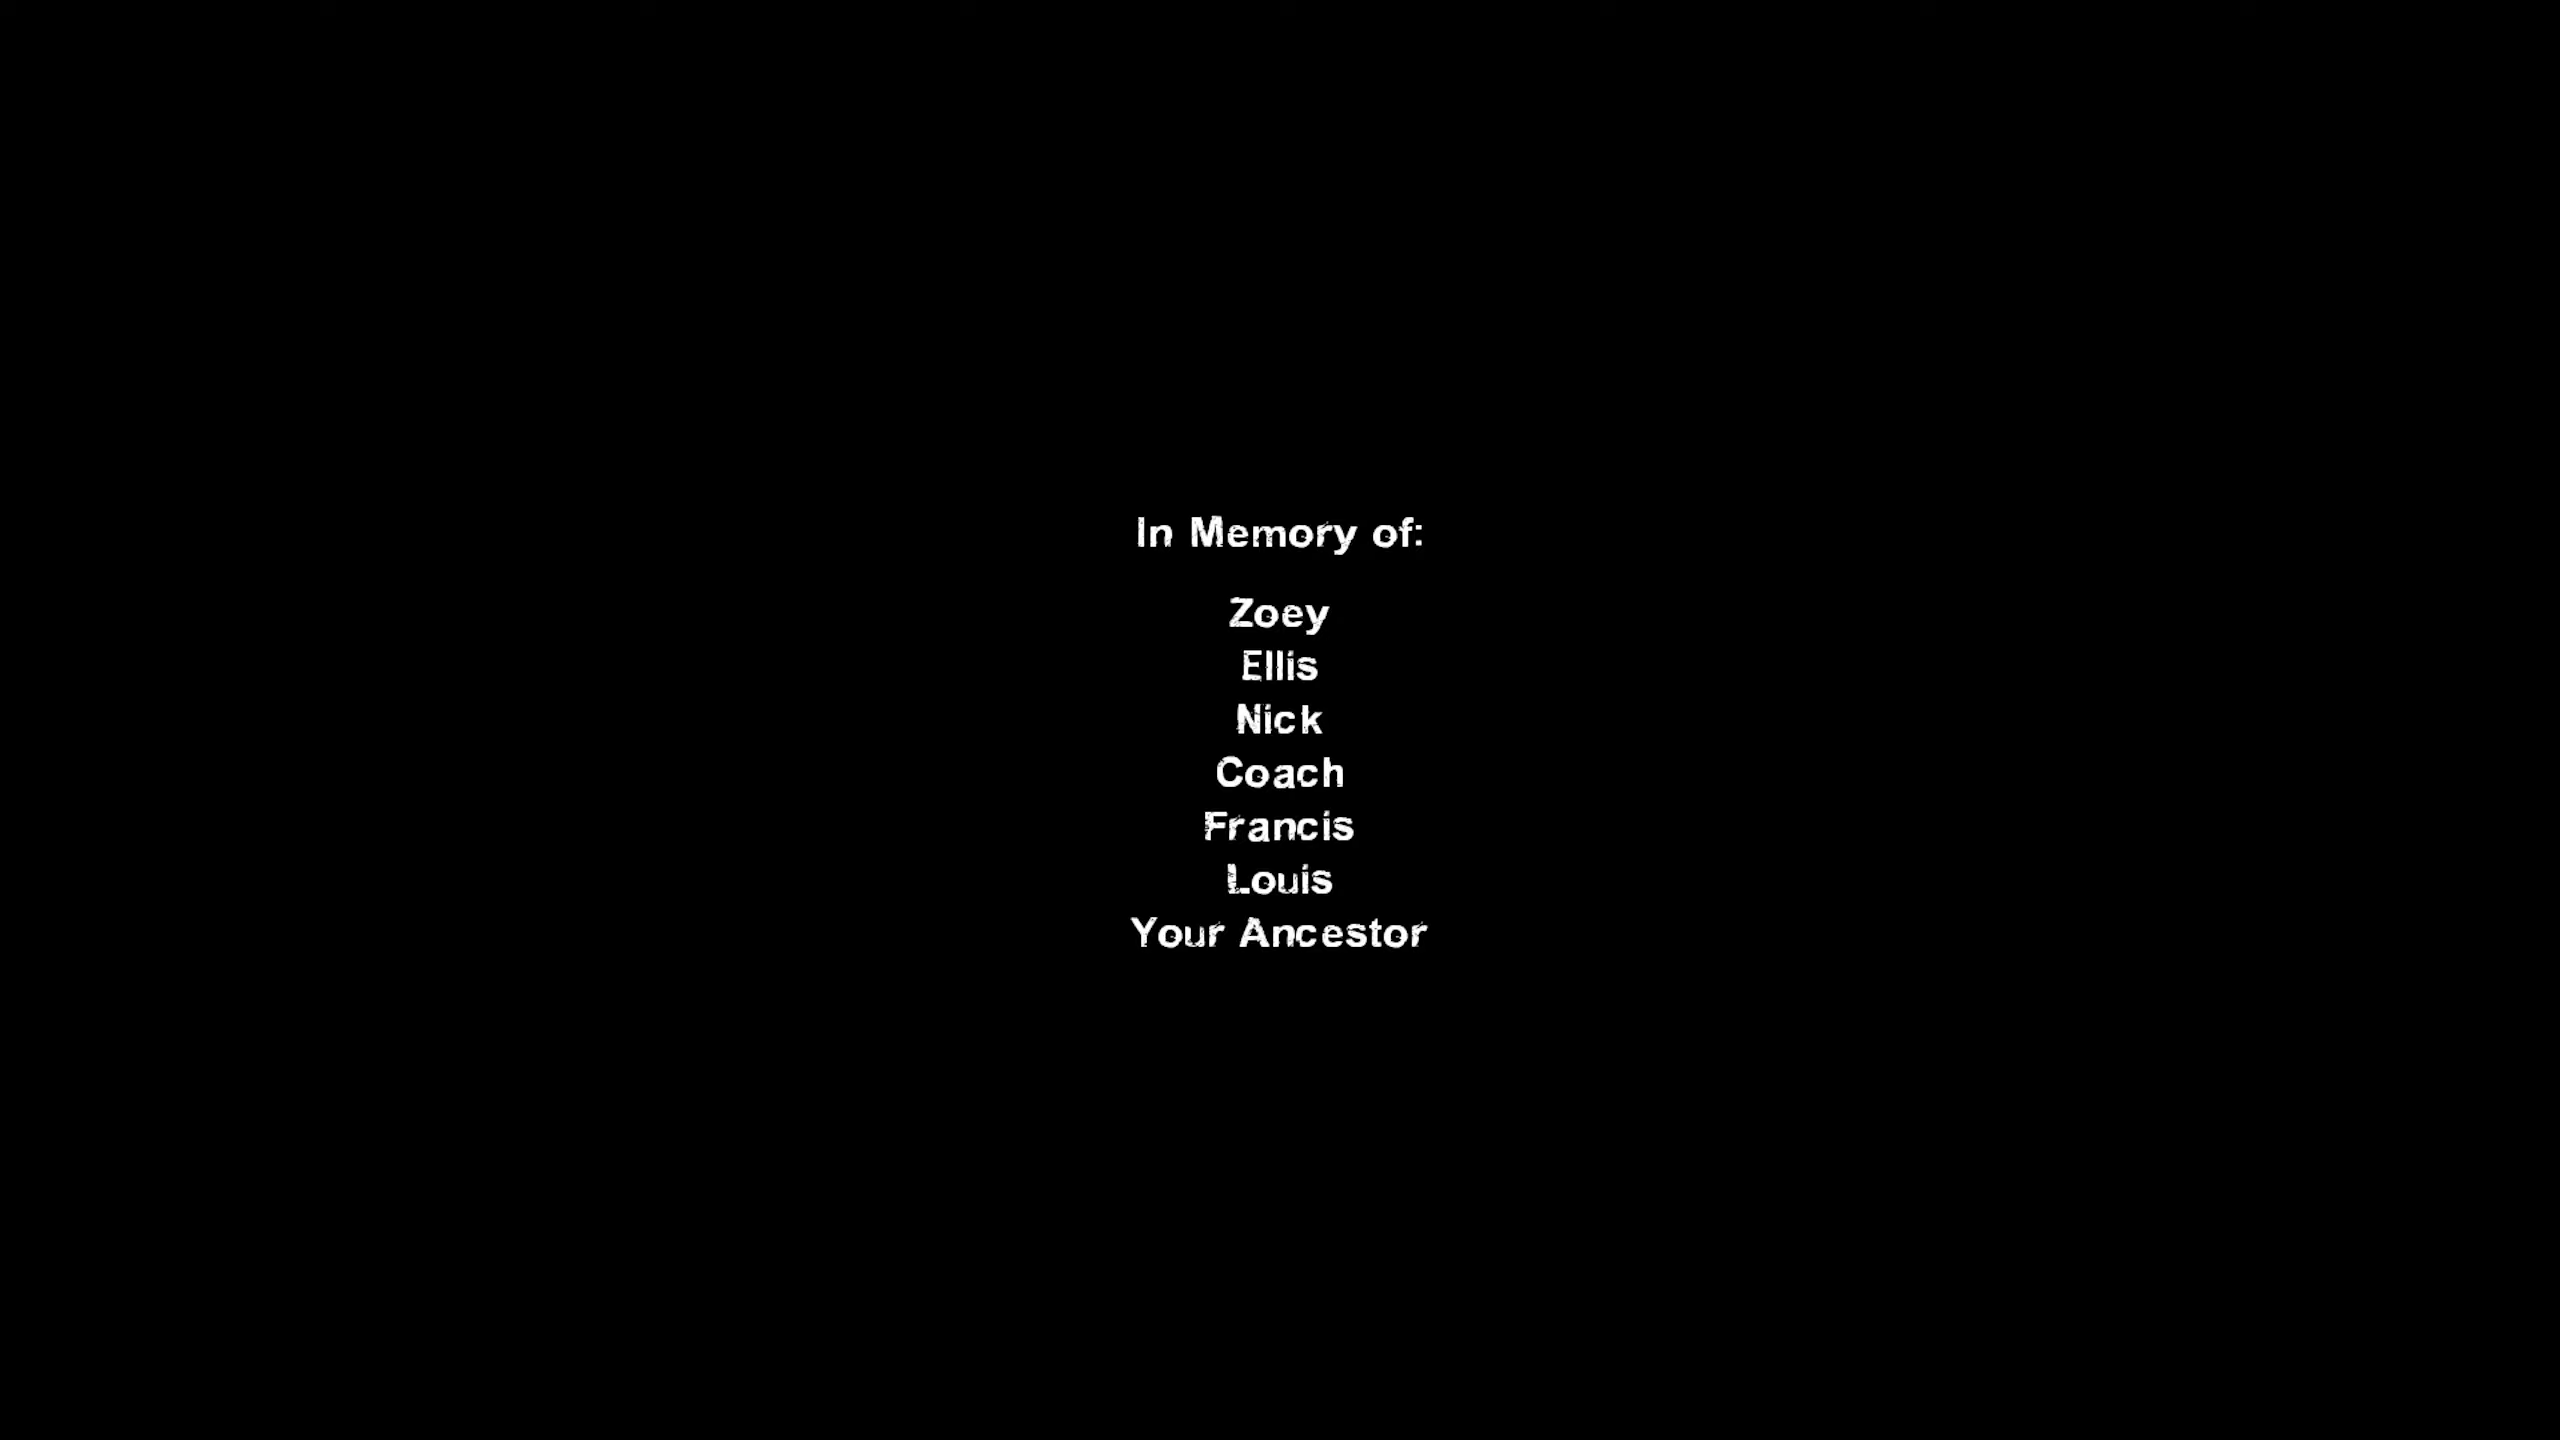 In Memory of:
Zoey
Ellis
Nick
Coach
Francis
Louis
Your Ancestor